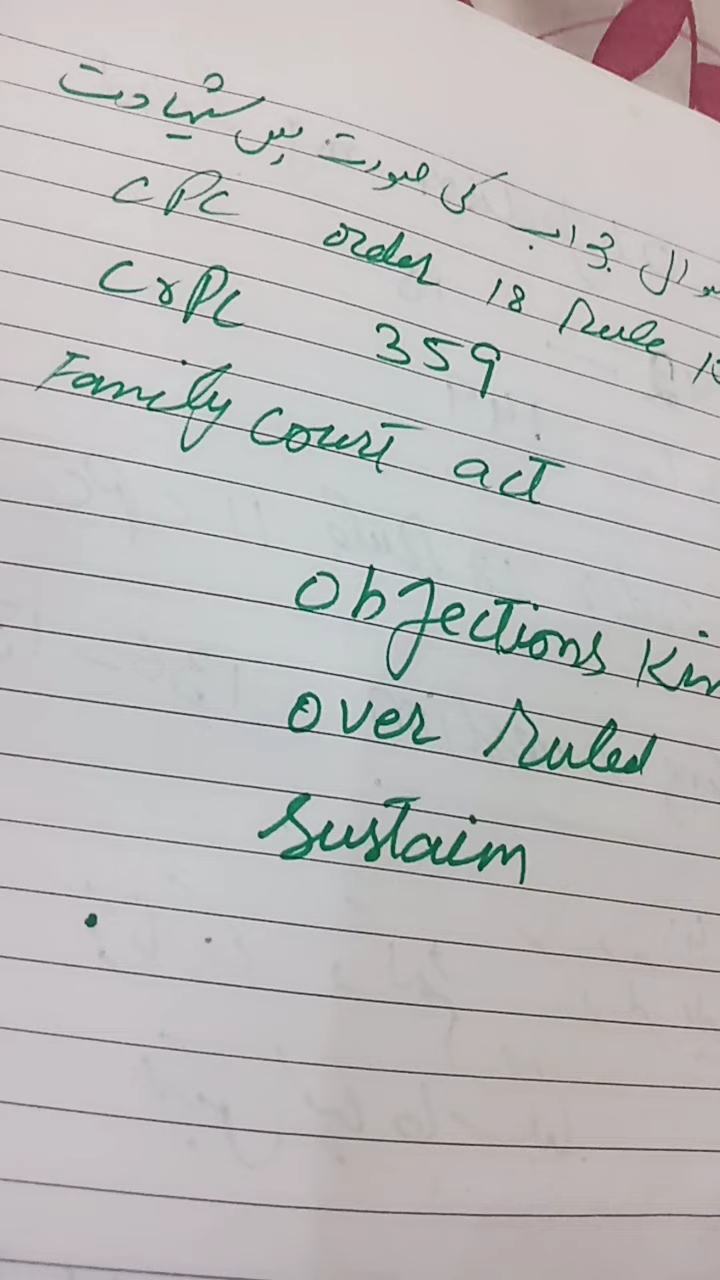 سوال جواب کی صورت میں شہادت
CPC order 18 Rule
CrPC 359
Family court act
Objections
over ruled
sustaim